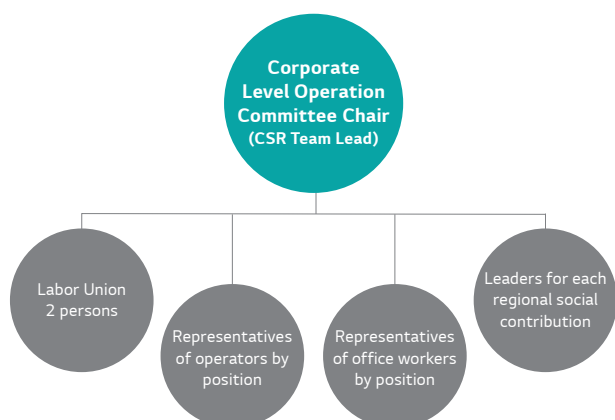 Corporate
Level Operation
Committee Chair
(CSR Team Lead)
Labor Union
2 persons
Representatives
of operators by
position
Representatives
of office workers
by position
Leaders for each
regional social
contribution